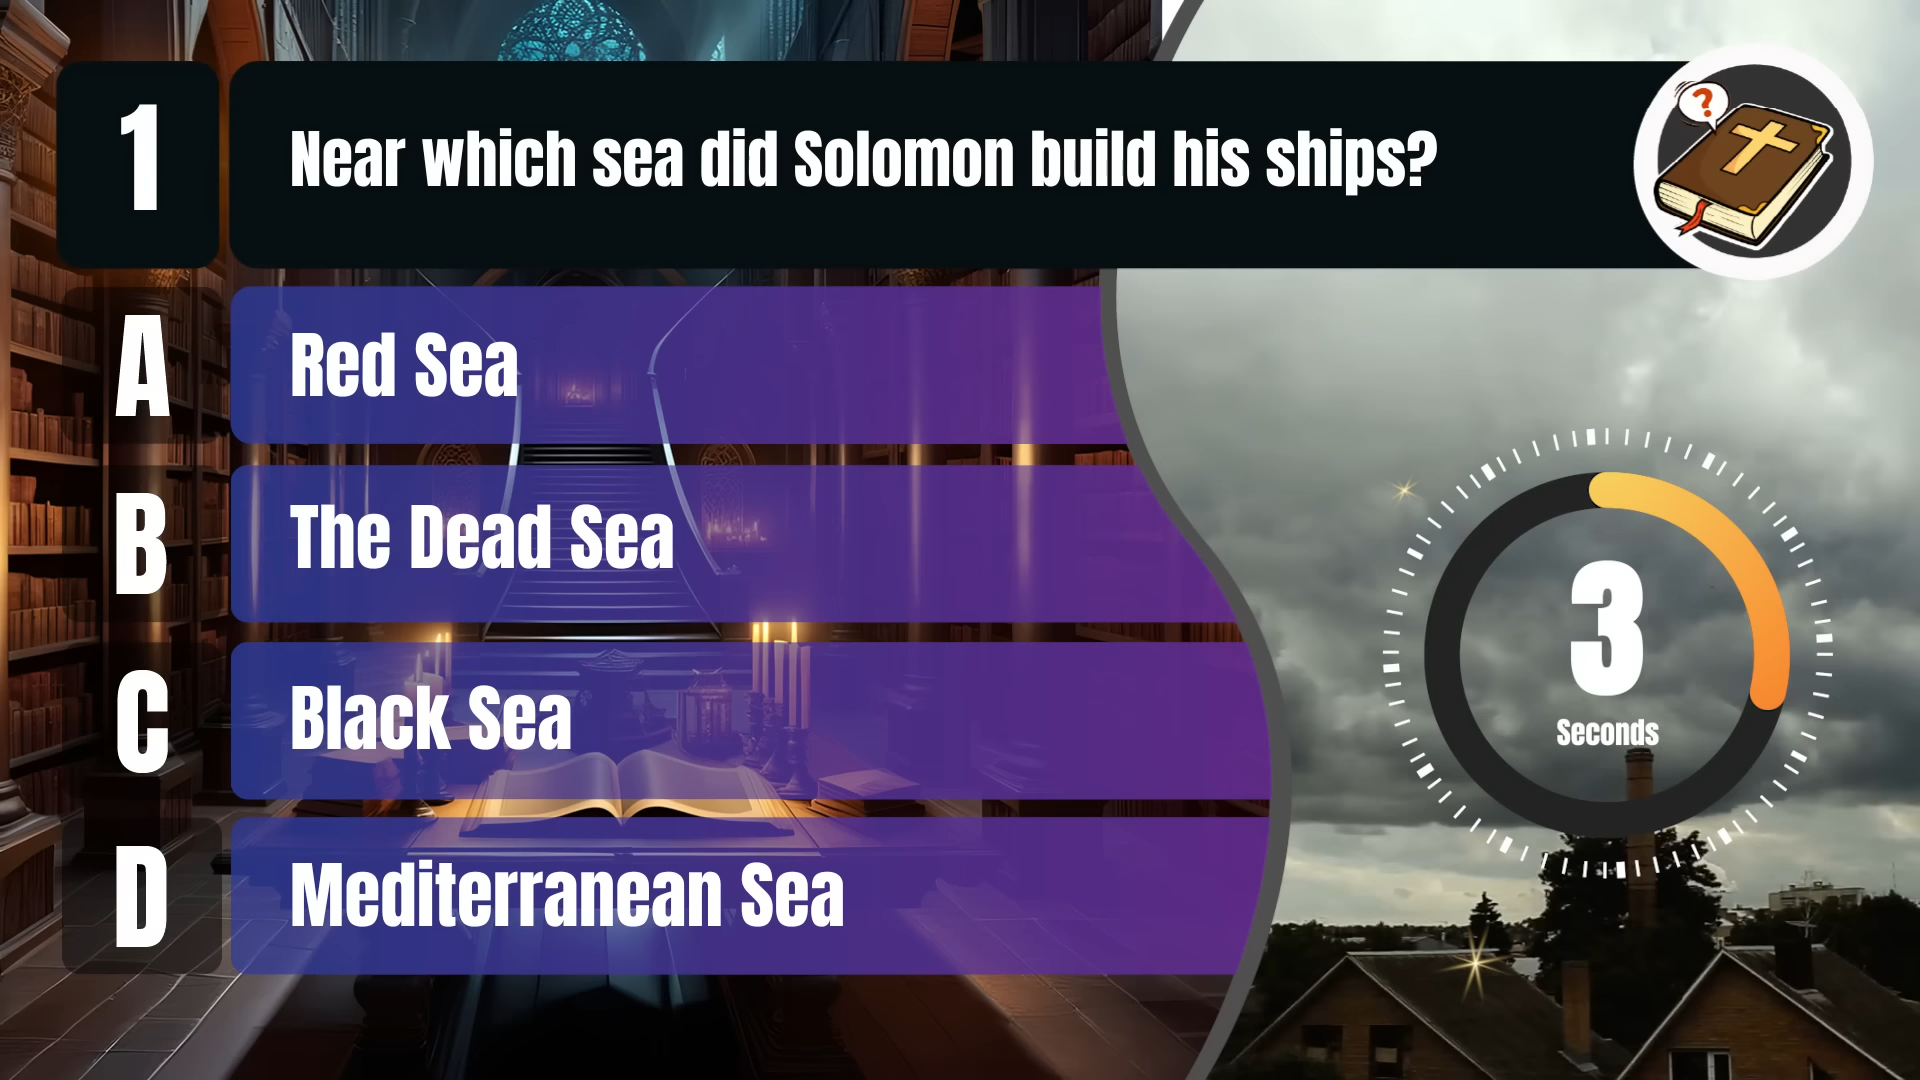 1
Near which sea did Solomon build his ships?
?
A
Red Sea
B
The Dead Sea
C
Black Sea
D
Mediterranean Sea
3
Seconds